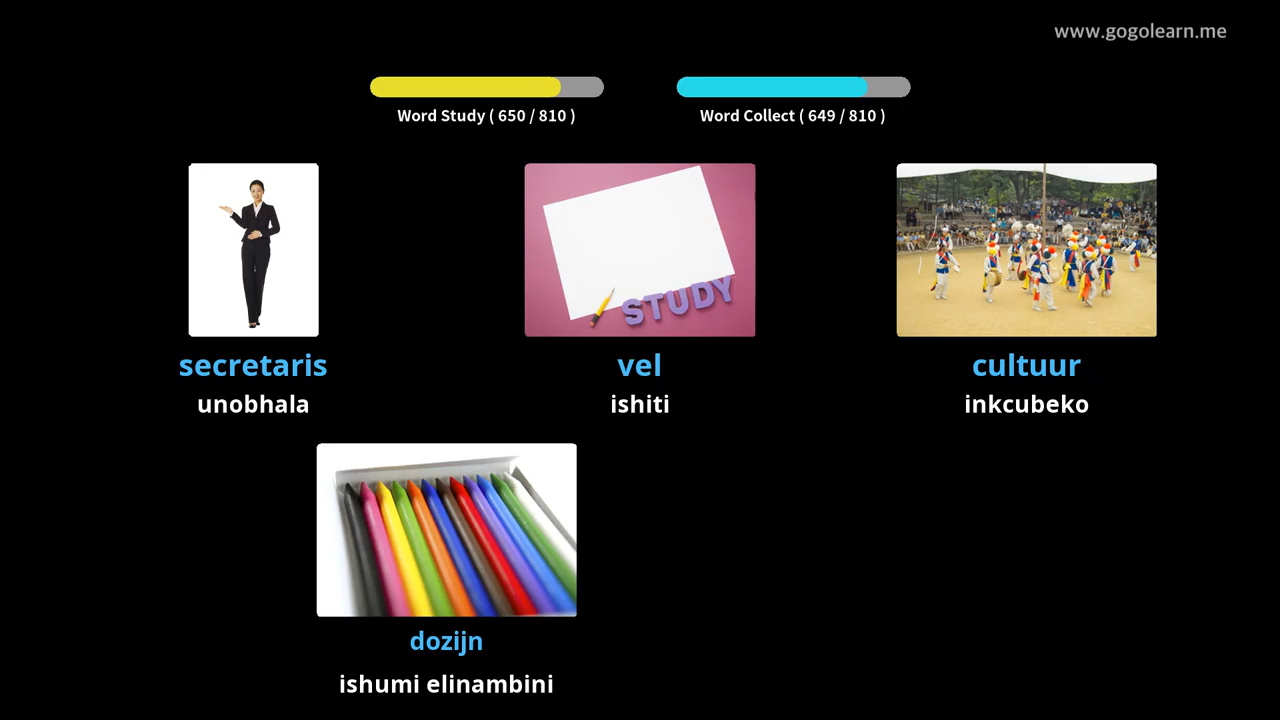 www.gogolearn.me
Word Study ( 650 / 810 )
Word Collect ( 649 / 810 )
STUDY
secretaris
unobhala
vel
ishiti
cultuur
inkcubeko
dozijn
ishumi elinambini